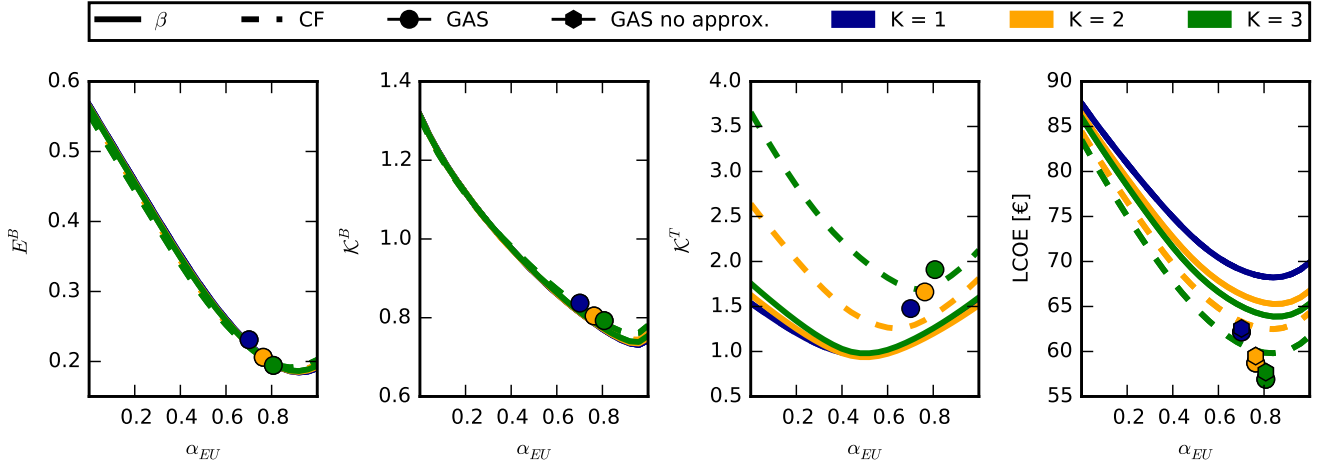 β CF GAS GAS no approx. K = 1 K = 2 K = 3
0.6 0.5 0.4 0.3 0.2
E^B
0.2 0.4 0.6 0.8
α_EU
1.4 1.2 1.0 0.8 0.6
𝒦^B
0.2 0.4 0.6 0.8
α_EU
4.0 3.5 3.0 2.5 2.0 1.5 1.0 0.5
𝒦^T
0.2 0.4 0.6 0.8
α_EU
90 85 80 75 70 65 60 55
LCOE [€]
0.2 0.4 0.6 0.8
α_EU